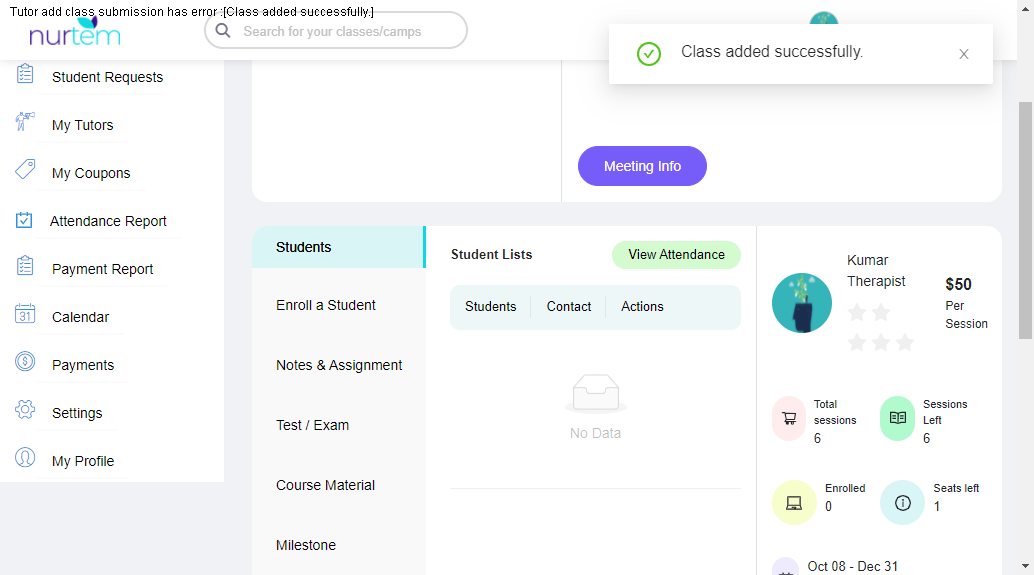 Tutor add class submission has error :[Class added successfully.]
nurtem
Search for your classes/camps
Class added successfully.
Student Requests
My Tutors
My Coupons
Attendance Report
Payment Report
31
Calendar
$
Payments
Settings
My Profile
Meeting Info
Students
Enroll a Student
Notes & Assignment
Test / Exam
Course Material
Milestone
Student Lists
View Attendance
Students
Contact
Actions
No Data
Kumar
Therapist
$50
Per
Session
Total
sessions
6
Sessions
Left
6
Enrolled
0
Seats left
1
Oct 08 - Dec 31